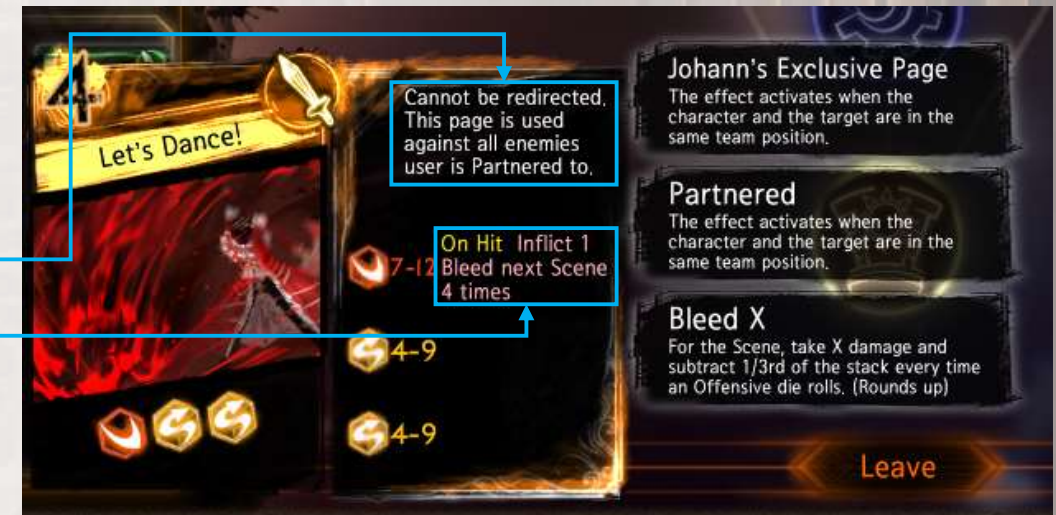 4
Let's Dance!
Cannot be redirected.
This page is used
against all enemies
user is Partnered to.
7-12
On Hit Inflict 1
Bleed next Scene
4 times
4-9
4-9
Johann's Exclusive Page
The effect activates when the
character and the target are in the
same team position.
Partnered
The effect activates when the
character and the target are in the
same team position.
Bleed X
For the Scene, take X damage and
subtract 1/3rd of the stack every time
an Offensive die rolls. (Rounds up)
Leave